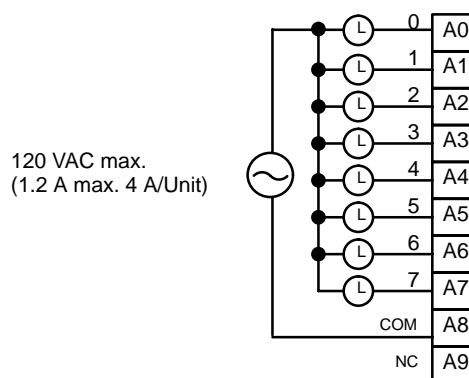 L 0 A0
L 1 A1
L 2 A2
120 VAC max.
(1.2 A max. 4 A/Unit)
L 3 A3
L 4 A4
L 5 A5
L 6 A6
L 7 A7
COM A8
NC A9